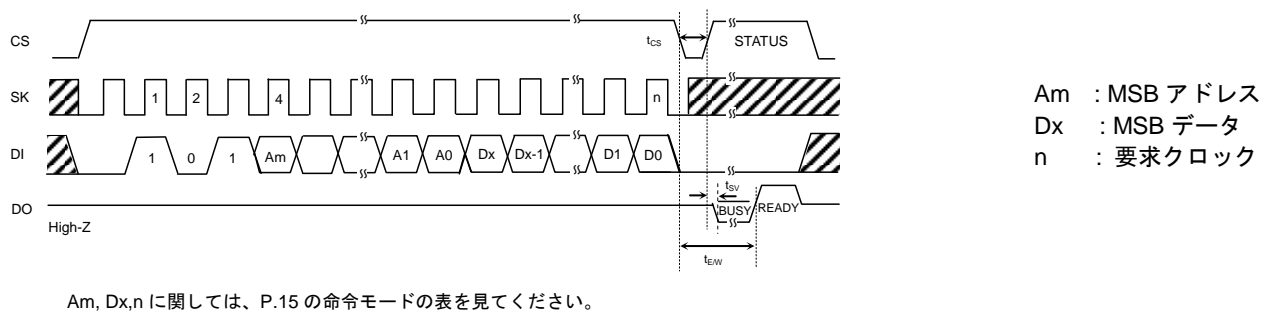 CS
tCS
STATUS
SK
1 2 4 n
DI
1 0 1 Am A1 A0 Dx Dx-1 D1 D0
tSV
DO
BUSY READY
High-Z
tE/W
Am : MSB アドレス
Dx : MSB データ
n : 要求クロック
Am, Dx,n に関しては、P.15 の命令モードの表を見てください。